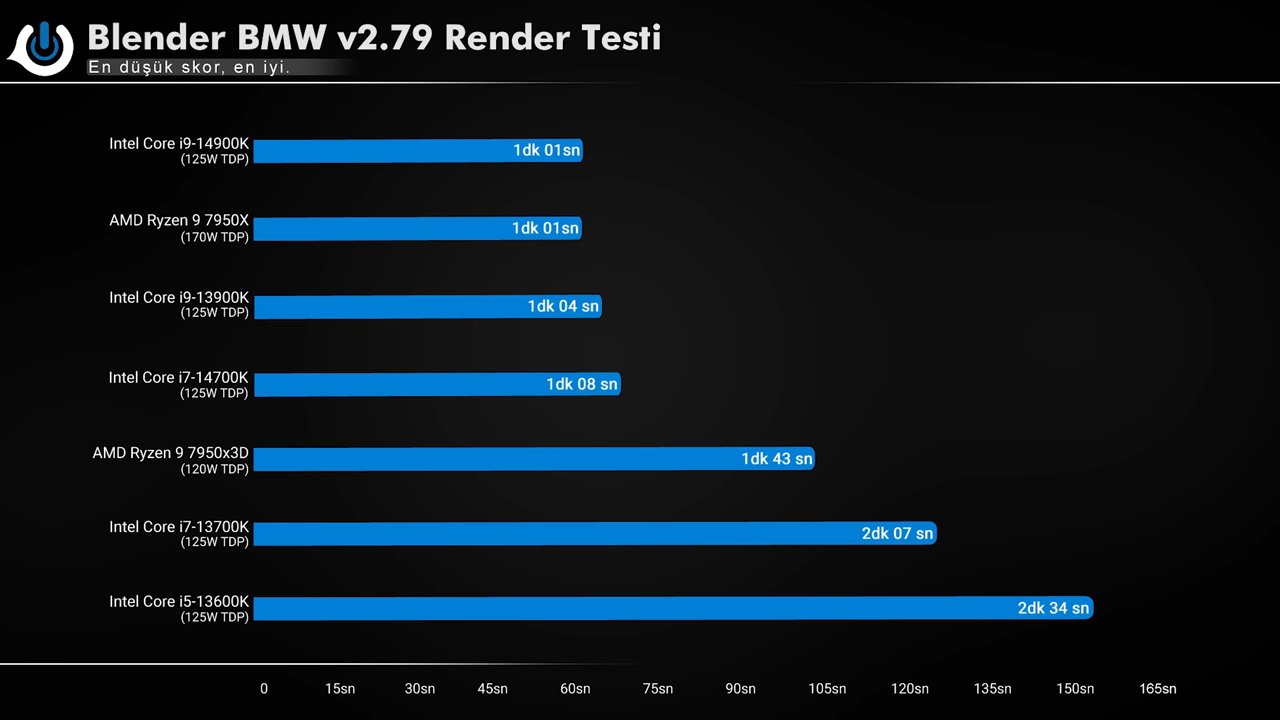 Blender BMW v2.79 Render Testi
En düşük skor, en iyi.
Intel Core i9-14900K
(125W TDP)
1dk 01sn
AMD Ryzen 9 7950X
(170W TDP)
1dk 01sn
Intel Core i9-13900K
(125W TDP)
1dk 04 sn
Intel Core i7-14700K
(125W TDP)
1dk 08 sn
AMD Ryzen 9 7950x3D
(120W TDP)
1dk 43 sn
Intel Core i7-13700K
(125W TDP)
2dk 07 sn
Intel Core i5-13600K
(125W TDP)
2dk 34 sn
0 15sn 30sn 45sn 60sn 75sn 90sn 105sn 120sn 135sn 150sn 165sn